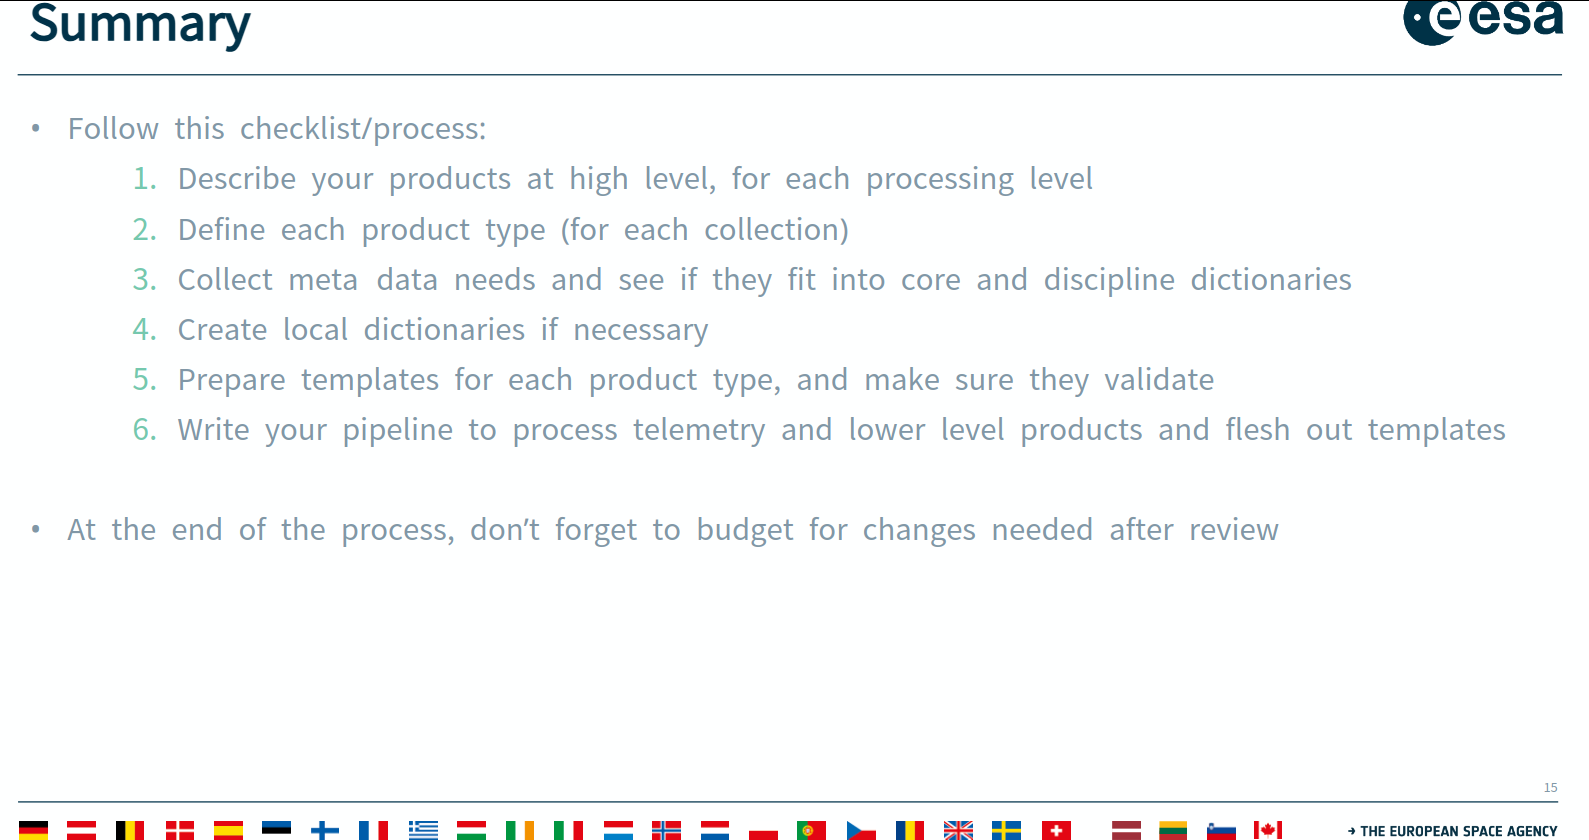 Summary
esa
• Follow this checklist/process:
1. Describe your products at high level, for each processing level
2. Define each product type (for each collection)
3. Collect meta data needs and see if they fit into core and discipline dictionaries
4. Create local dictionaries if necessary
5. Prepare templates for each product type, and make sure they validate
6. Write your pipeline to process telemetry and lower level products and flesh out templates
• At the end of the process, don’t forget to budget for changes needed after review
15
→ THE EUROPEAN SPACE AGENCY